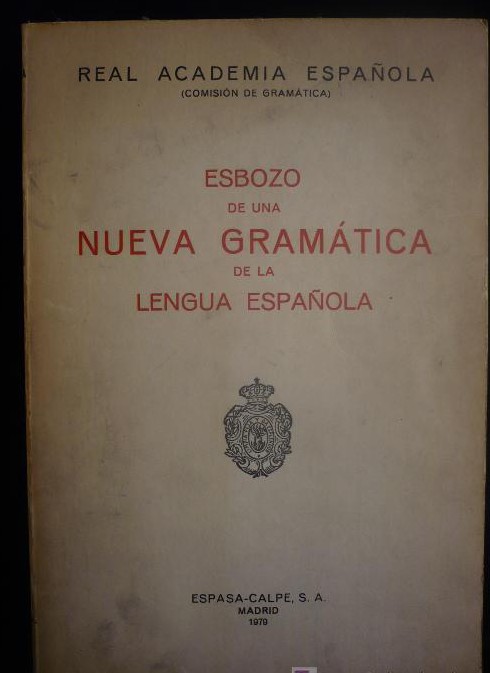 REAL ACADEMIA ESPAÑOLA
(COMISIÓN DE GRAMÁTICA)
ESBOZO
DE UNA
NUEVA GRAMÁTICA
DE LA
LENGUA ESPAÑOLA
ESPASA-CALPE, S. A.
MADRID
1979